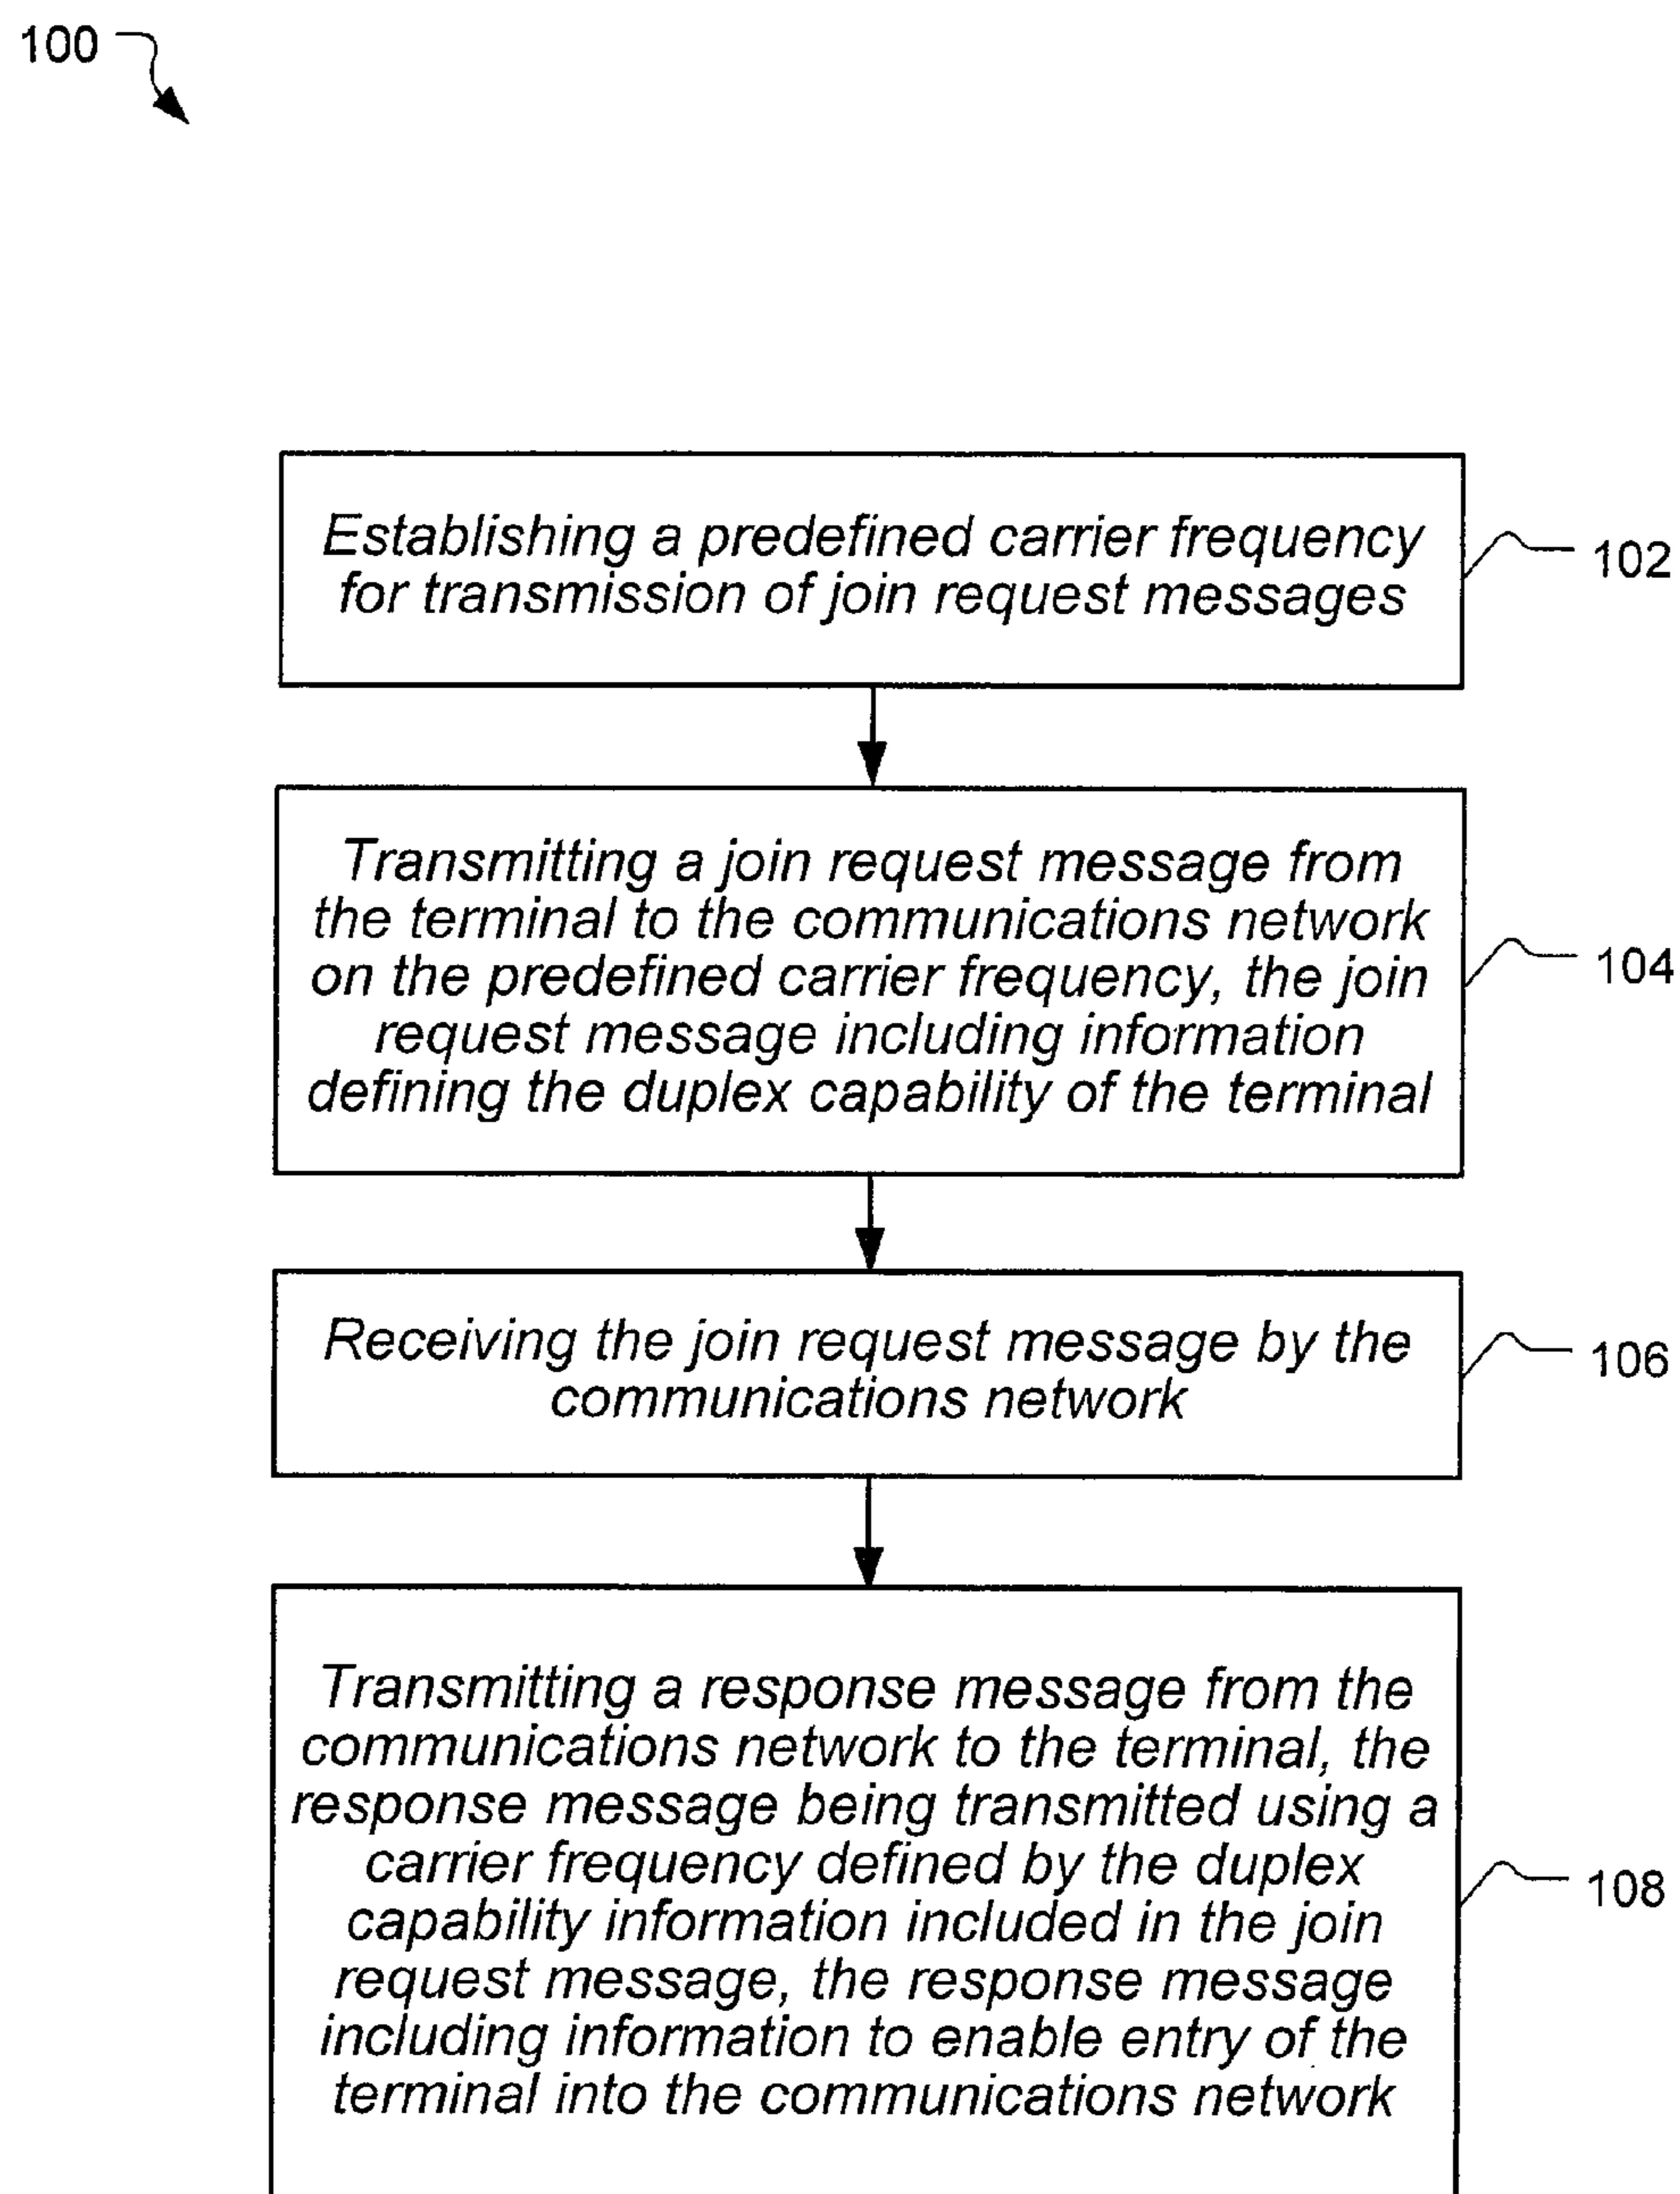 100
Establishing a predefined carrier frequency
for transmission of join request messages
102
Transmitting a join request message from
the terminal to the communications network
on the predefined carrier frequency, the join
request message including information
defining the duplex capability of the terminal
104
Receiving the join request message by the
communications network
106
Transmitting a response message from the
communications network to the terminal, the
response message being transmitted using a
carrier frequency defined by the duplex
capability information included in the join
request message, the response message
including information to enable entry of the
terminal into the communications network
108